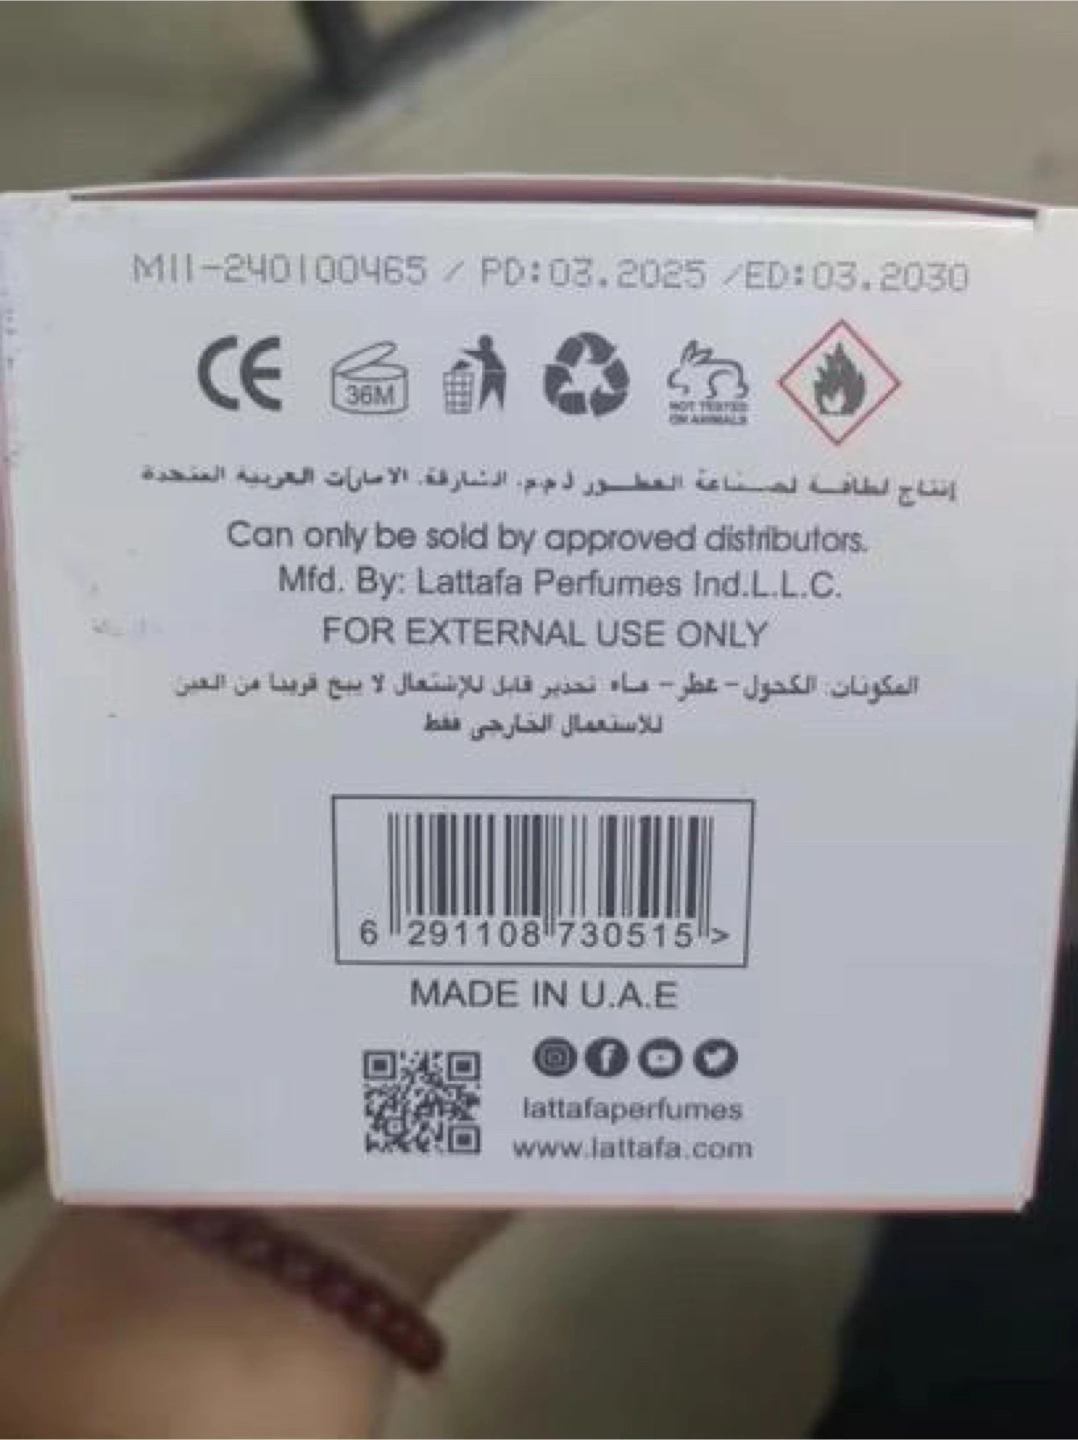 M11-240100465 / PD:03.2025 /ED:03.2030
CE
36M
NOT TESTED
ON ANIMALS
إنتاج لطافة لصناعة العطور ذ.م.م. الشارقة. الامارات العربية المتحدة
Can only be sold by approved distributors.
Mfd. By: Lattafa Perfumes Ind.L.L.C.
FOR EXTERNAL USE ONLY
المكونات: الكحول - عطر - ماء تحذير قابل للإشتعال لا يبخ قريبا من العين
للاستعمال الخارجي فقط
6 291108 730515 >
MADE IN U.A.E
lattafaperfumes
www.lattafa.com